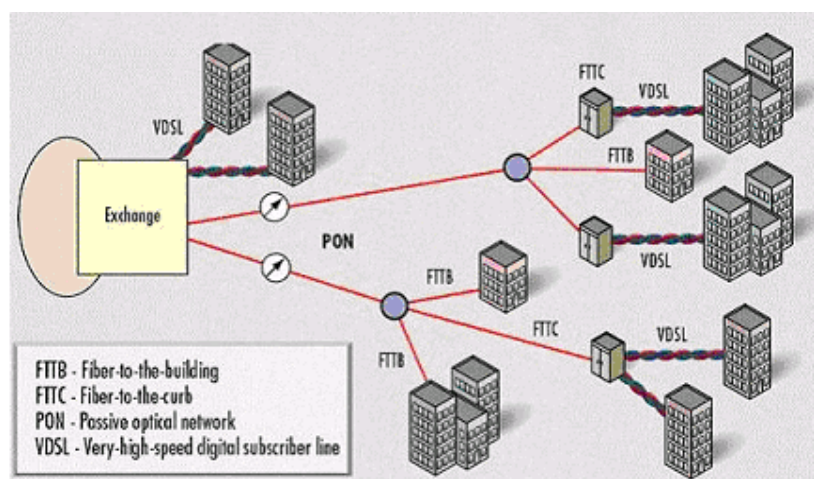 FTTC
VDSL
VDSL
FTTB
Exchange
PON
VDSL
FTTB
FTTC
VDSL
FTTB
FTTB - Fiber-to-the-building
FTTC - Fiber-to-the-curb
PON - Passive optical network
VDSL - Very-high-speed digital subscriber line